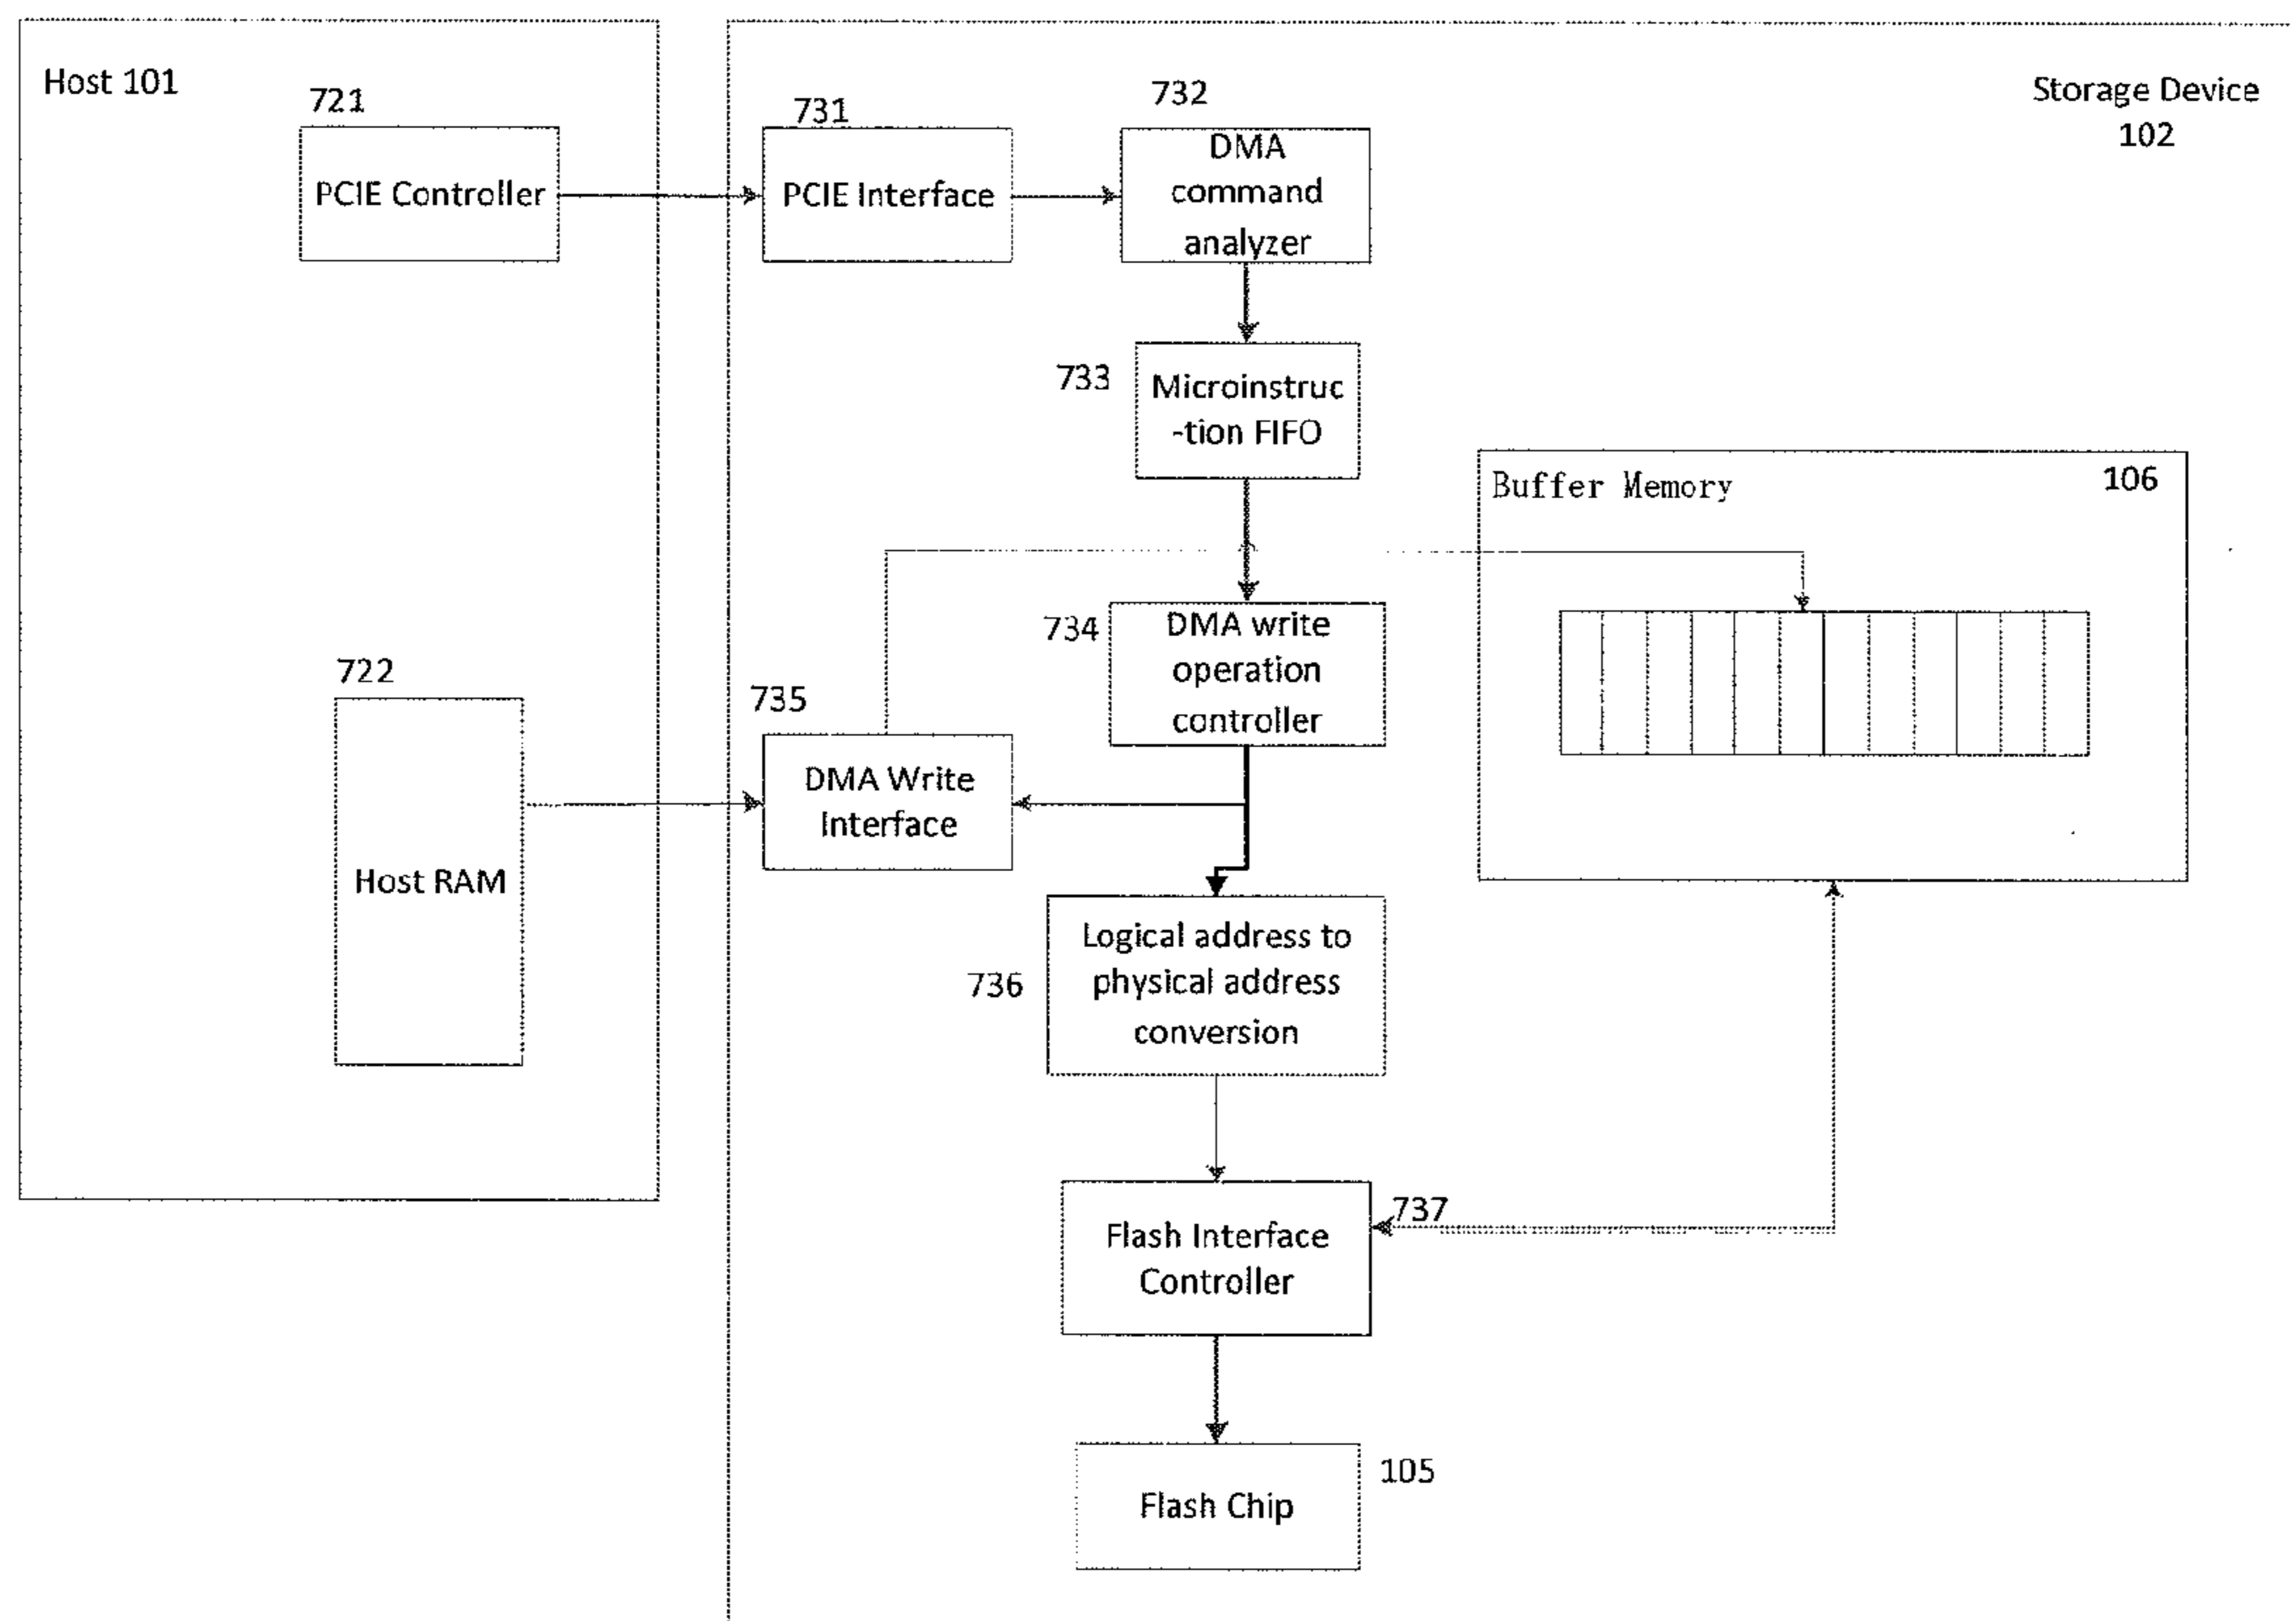 Host 101
721
PCIE Controller
722
Host RAM
Storage Device
102
731
PCIE Interface
732
DMA
command
analyzer
733
Microinstruc
-tion FIFO
734
DMA write
operation
controller
735
DMA Write
Interface
Buffer Memory
106
736
Logical address to
physical address
conversion
737
Flash Interface
Controller
105
Flash Chip